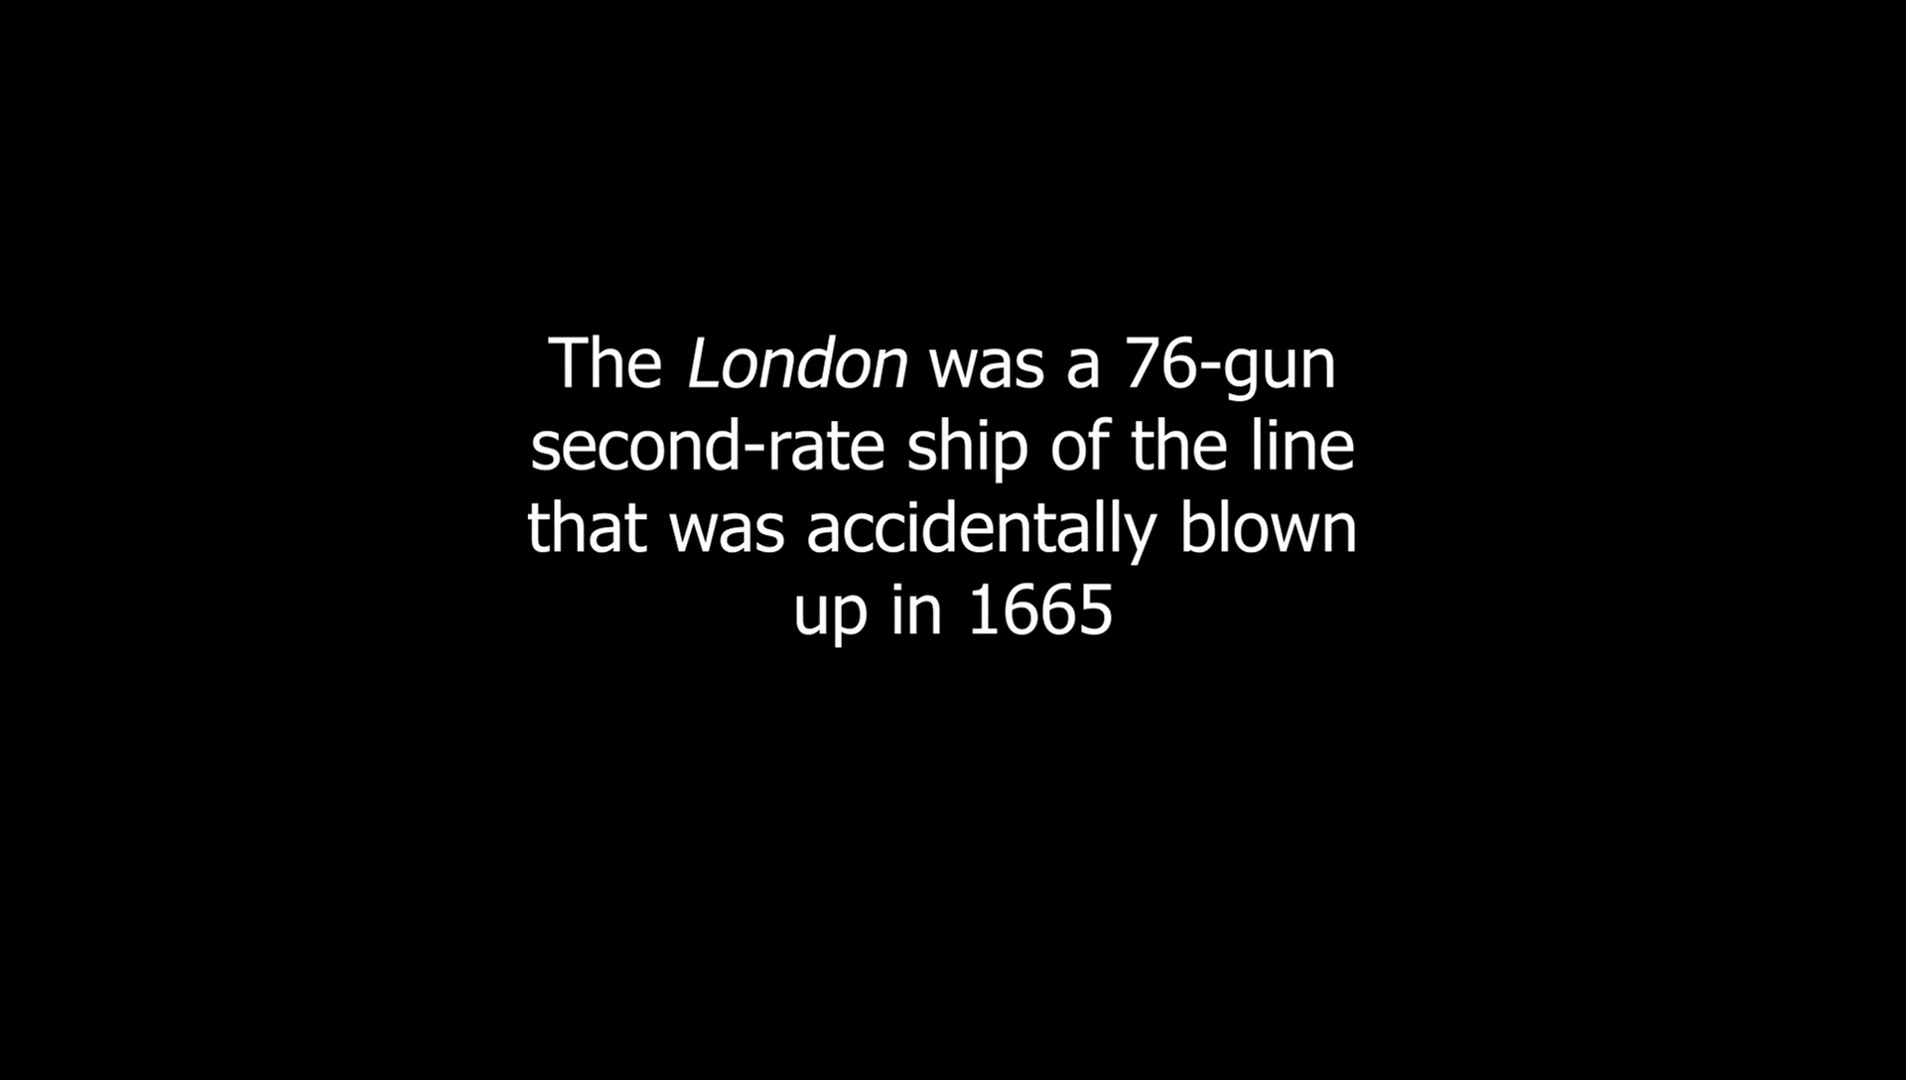 The London was a 76-gun
second-rate ship of the line
that was accidentally blown
up in 1665